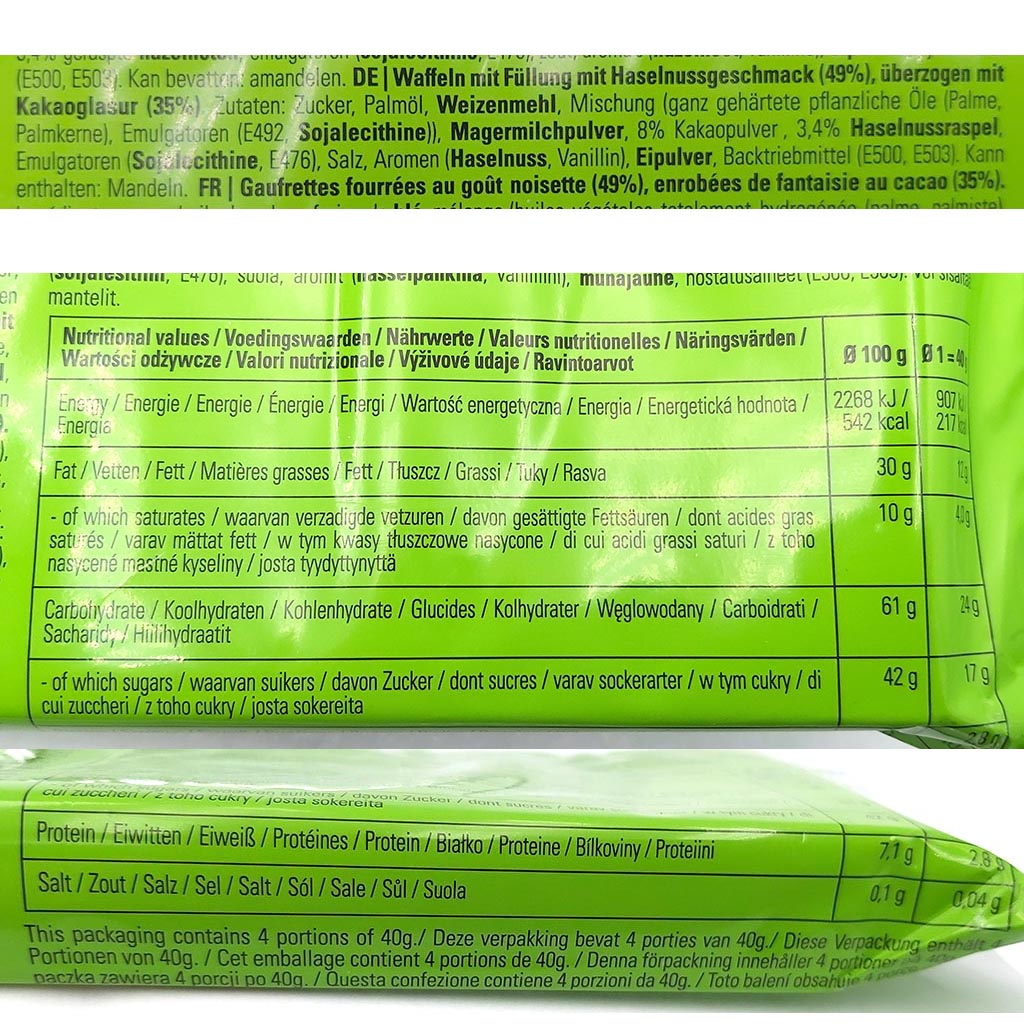 (E500, E503). Kan bevatten: amandelen. DE | Waffeln mit Füllung mit Haselnussgeschmack (49%), überzogen mit
Kakaoglasur (35%). Zutaten: Zucker, Palmöl, Weizenmehl, Mischung (ganz gehärtete pflanzliche Öle (Palme,
Palmkerne), Emulgatoren (E492, Sojalecithine)), Magermilchpulver, 8% Kakaopulver, 3,4% Haselnussraspel,
Emulgatoren (Sojalecithine, E476), Salz, Aromen (Haselnuss, Vanillin), Eipulver, Backtriebmittel (E500, E503). Kann
enthalten: Mandeln. FR | Gaufrettes fourrées au goût noisette (49%), enrobées de fantaisie au cacao (35%).
mantelit.
Nutritional values / Voedingswaarden / Nährwerte / Valeurs nutritionelles / Näringsvärden /
Wartości odżywcze / Valori nutrizionale / Výživové údaje / Ravintoarvot
Ø 100 g Ø 1 = 40
Energy / Energie / Energie / Énergie / Energi / Wartość energetyczna / Energia / Energetická hodnota /
Energia
2268 kJ / 907 kJ
542 kcal 217 kcal
Fat / Vetten / Fett / Matières grasses / Fett / Tłuszcz / Grassi / Tuky / Rasva 30 g 12g
- of which saturates / waarvan verzadigde vetzuren / davon gesättigte Fettsäuren / dont acides gras 10 g 4,0g
saturés / varav mättat fett / w tym kwasy tłuszczowe nasycone / di cui acidi grassi saturi / z toho
nasycené mastné kyseliny / josta tyydyttynyttä
Carbohydrate / Koolhydraten / Kohlenhydrate / Glucides / Kolhydrater / Węglowodany / Carboidrati / 61 g 24g
Sacharidy / Hiilihydraatit
- of which sugars / waarvan suikers / davon Zucker / dont sucres / varav sockerarter / w tym cukry / di 42 g 17 g
cui zuccheri / z toho cukry / josta sokereita
cui zuccheri / z toho cukry / josta sokereita
Protein / Eiwitten / Eiweiß / Protéines / Protein / Białko / Proteine / Bílkoviny / Proteiini 7,1 g 2,8 g
Salt / Zout / Salz / Sel / Salt / Sól / Sale / Sůl / Suola 0,1 g 0,04 g
This packaging contains 4 portions of 40g./ Deze verpakking bevat 4 porties van 40g./ Diese Verpackung enthält 4
Portionen von 40g. / Cet emballage contient 4 portions de 40g. / Denna förpackning innehåller 4 portioner
paczka zawiera 4 porcji po 40g. / Questa confezione contiene 4 porzioni da 40g. / Toto balení obsahuje 4